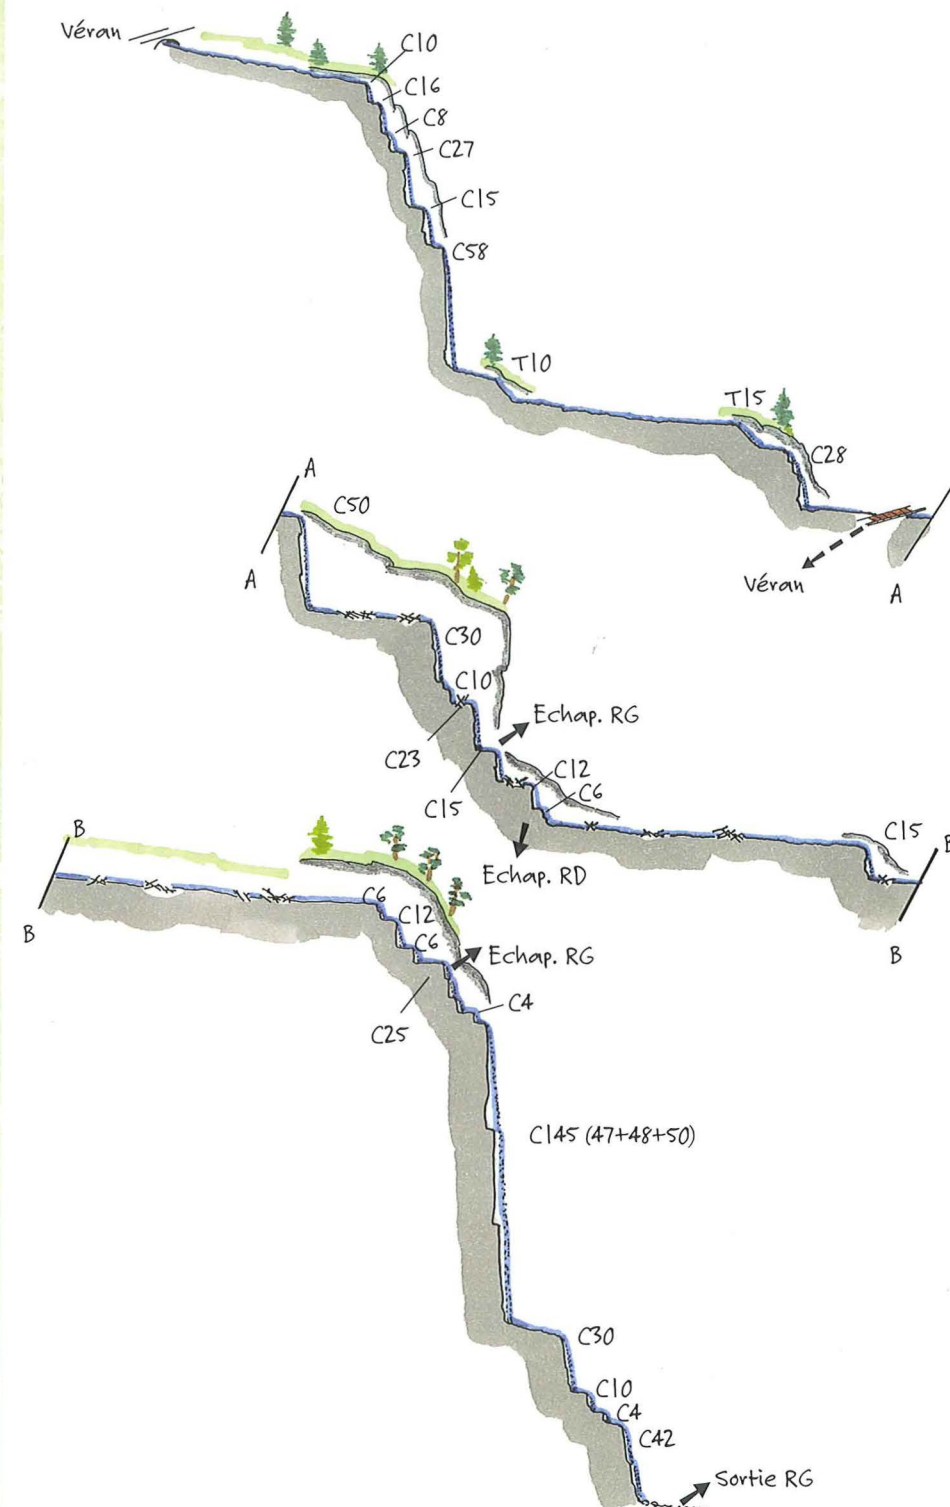 Véran
C10
C16
C8
C27
C15
C58
T10
T15
C28
Véran
A
A
A
C50
C30
C10
C23
Echap. RG
C15
C12
C6
Echap. RD
C15
B
B
B
C6
C12
C6
Echap. RG
C25
C4
C145 (47+48+50)
C30
C10
C4
C42
Sortie RG